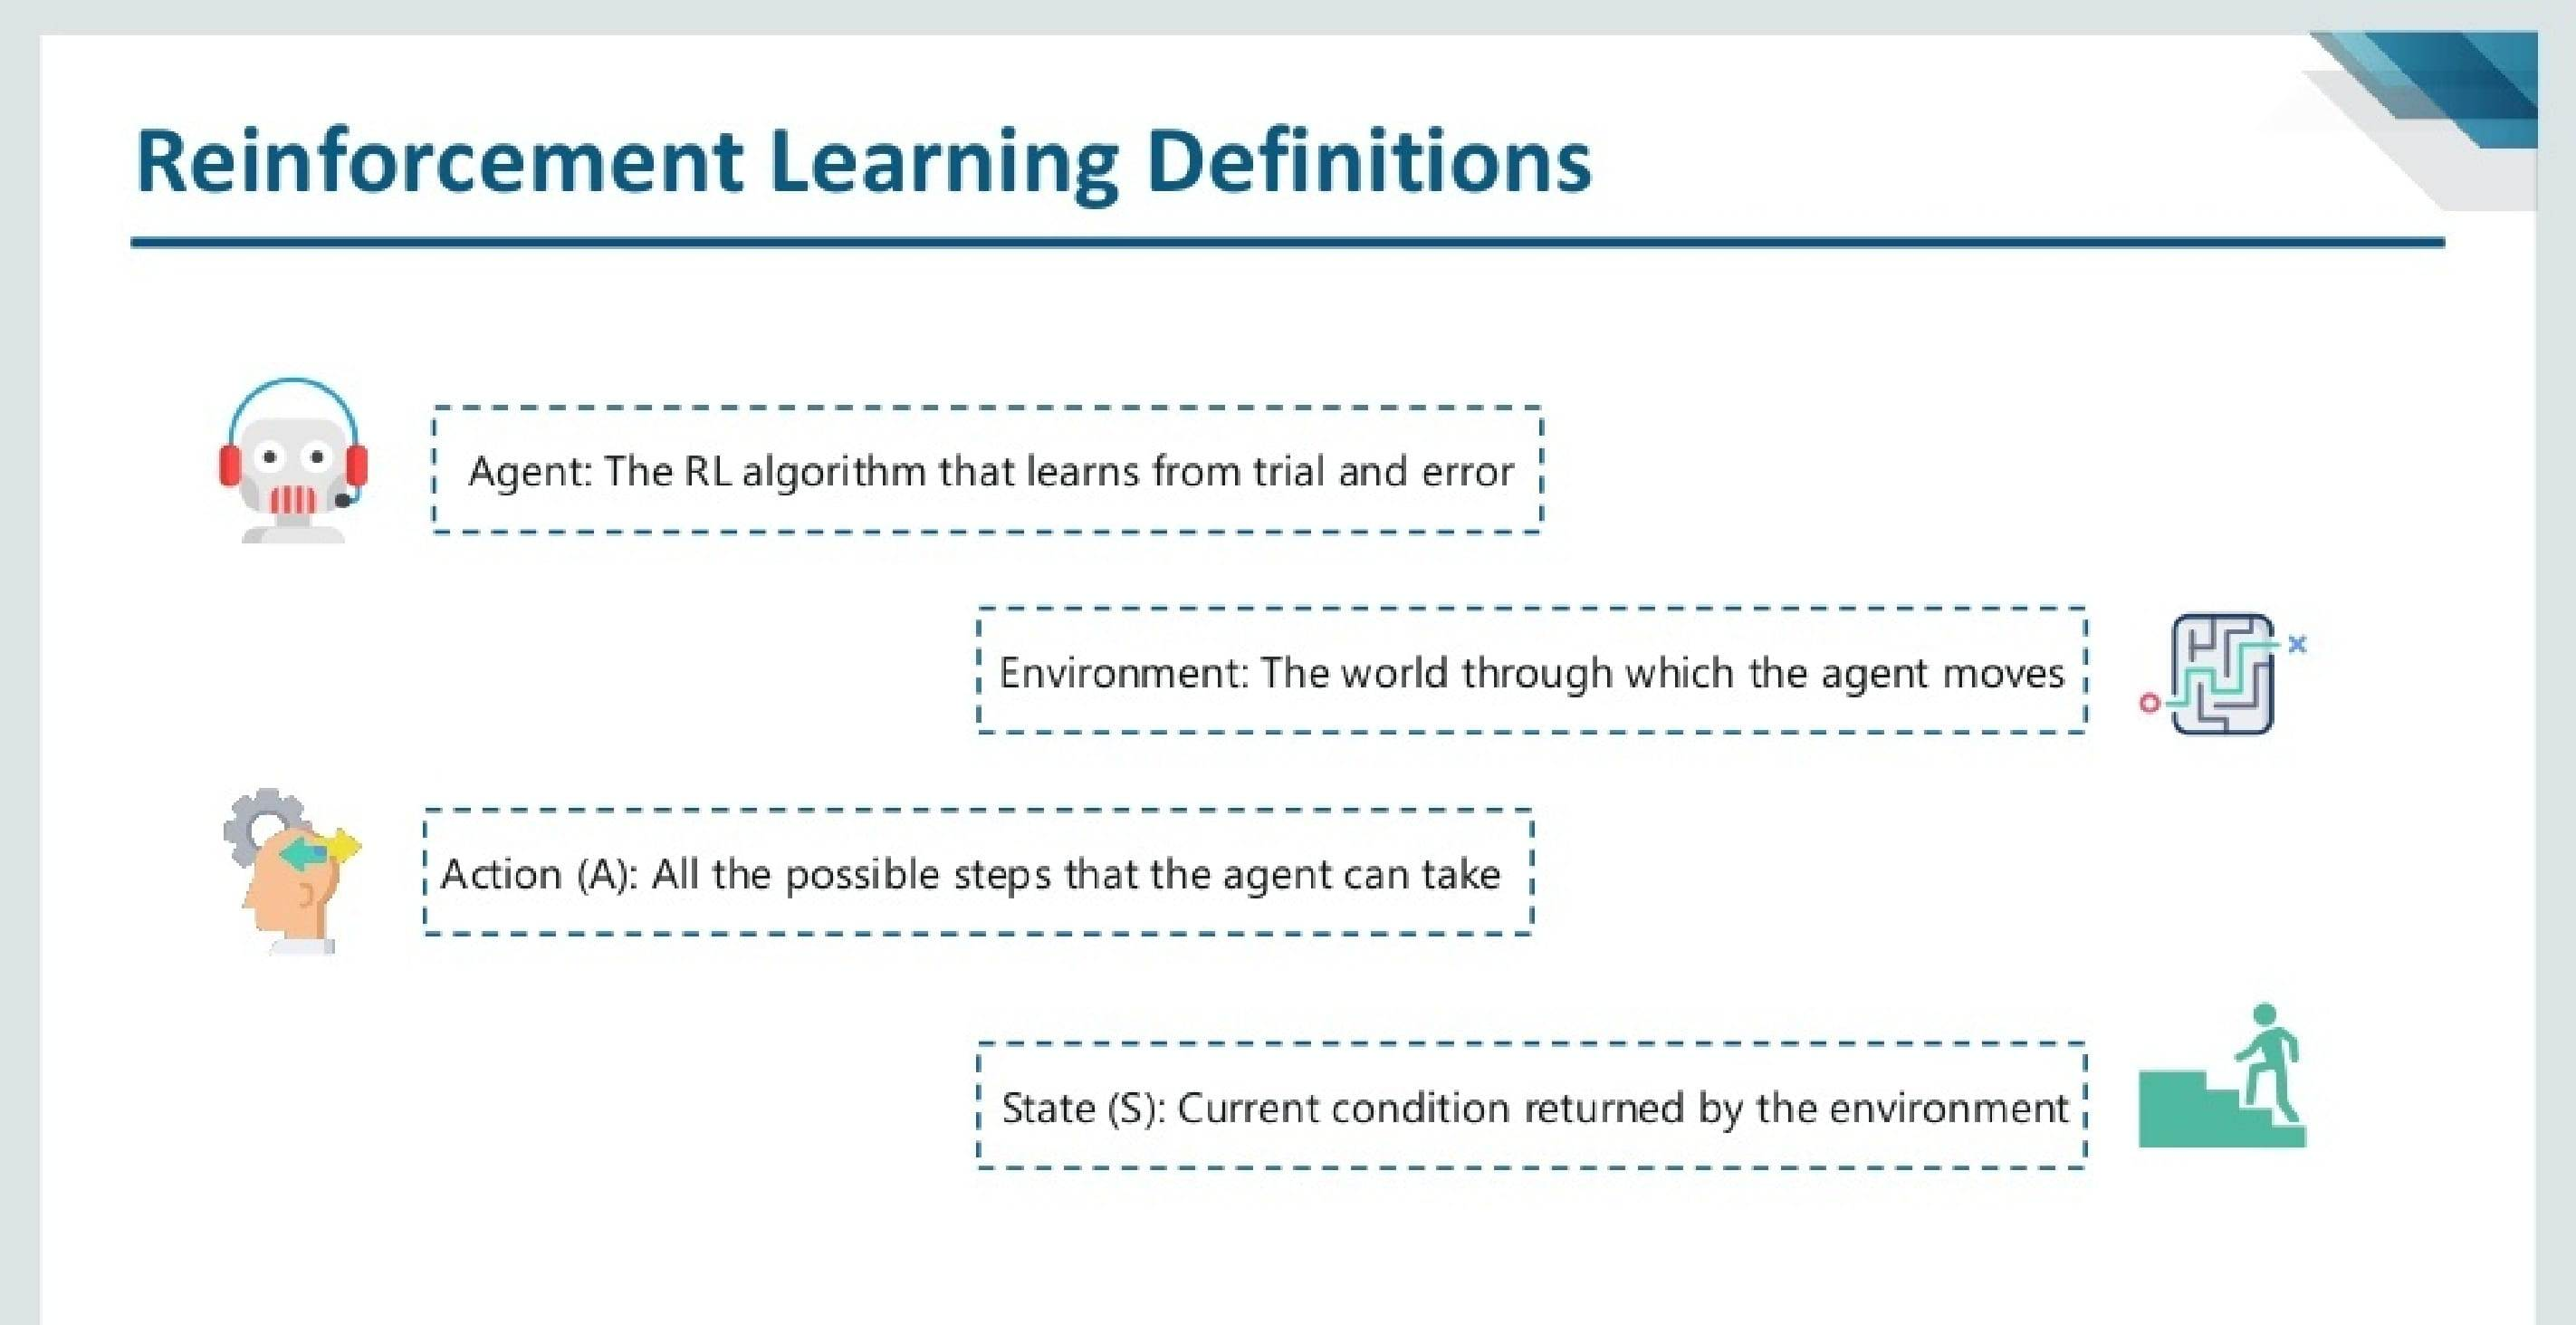 Reinforcement Learning Definitions
Agent: The RL algorithm that learns from trial and error
Environment: The world through which the agent moves
Action (A): All the possible steps that the agent can take
State (S): Current condition returned by the environment